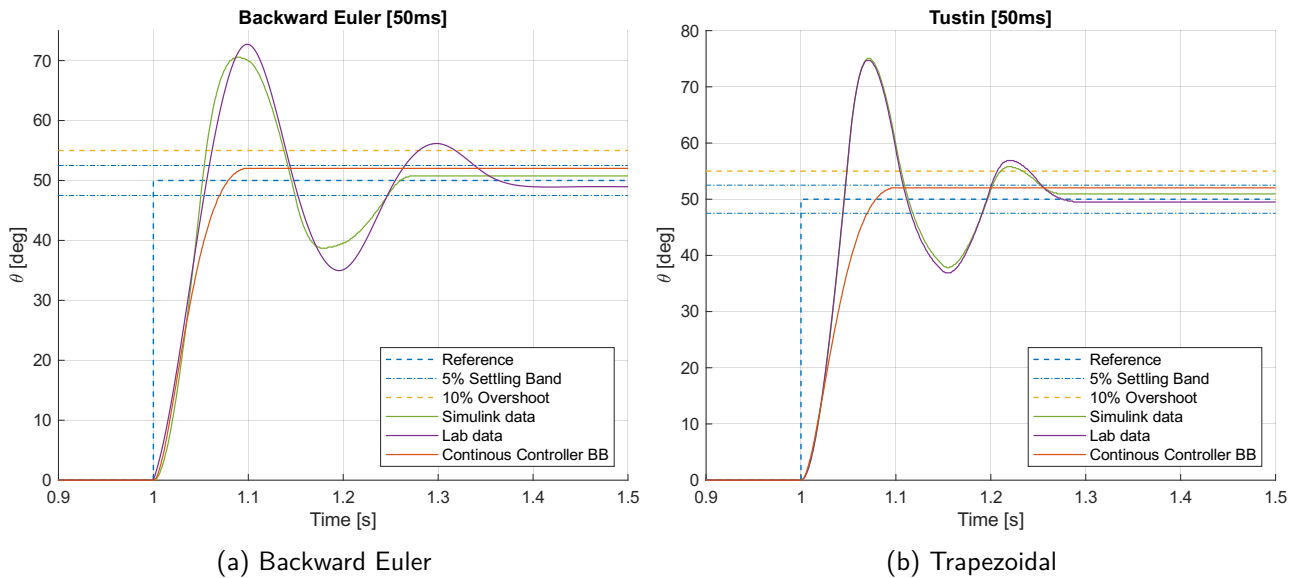 Backward Euler [50ms]
70
60
50
40
30
20
10
0
θ [deg]
0.9
1
1.1
1.2
1.3
1.4
1.5
Time [s]
Reference
5% Settling Band
10% Overshoot
Simulink data
Lab data
Continous Controller BB
(a) Backward Euler
Tustin [50ms]
80
70
60
50
40
30
20
10
0
θ [deg]
0.9
1
1.1
1.2
1.3
1.4
1.5
Time [s]
Reference
5% Settling Band
10% Overshoot
Simulink data
Lab data
Continous Controller BB
(b) Trapezoidal